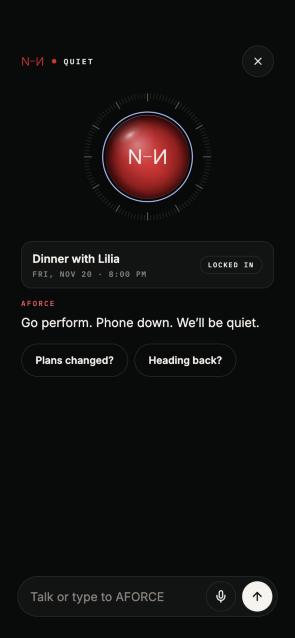 N–И • QUIET
N–И
Dinner with Lilia
FRI, NOV 20 · 8:00 PM
LOCKED IN
AFORCE
Go perform. Phone down. We’ll be quiet.
Plans changed?
Heading back?
Talk or type to AFORCE